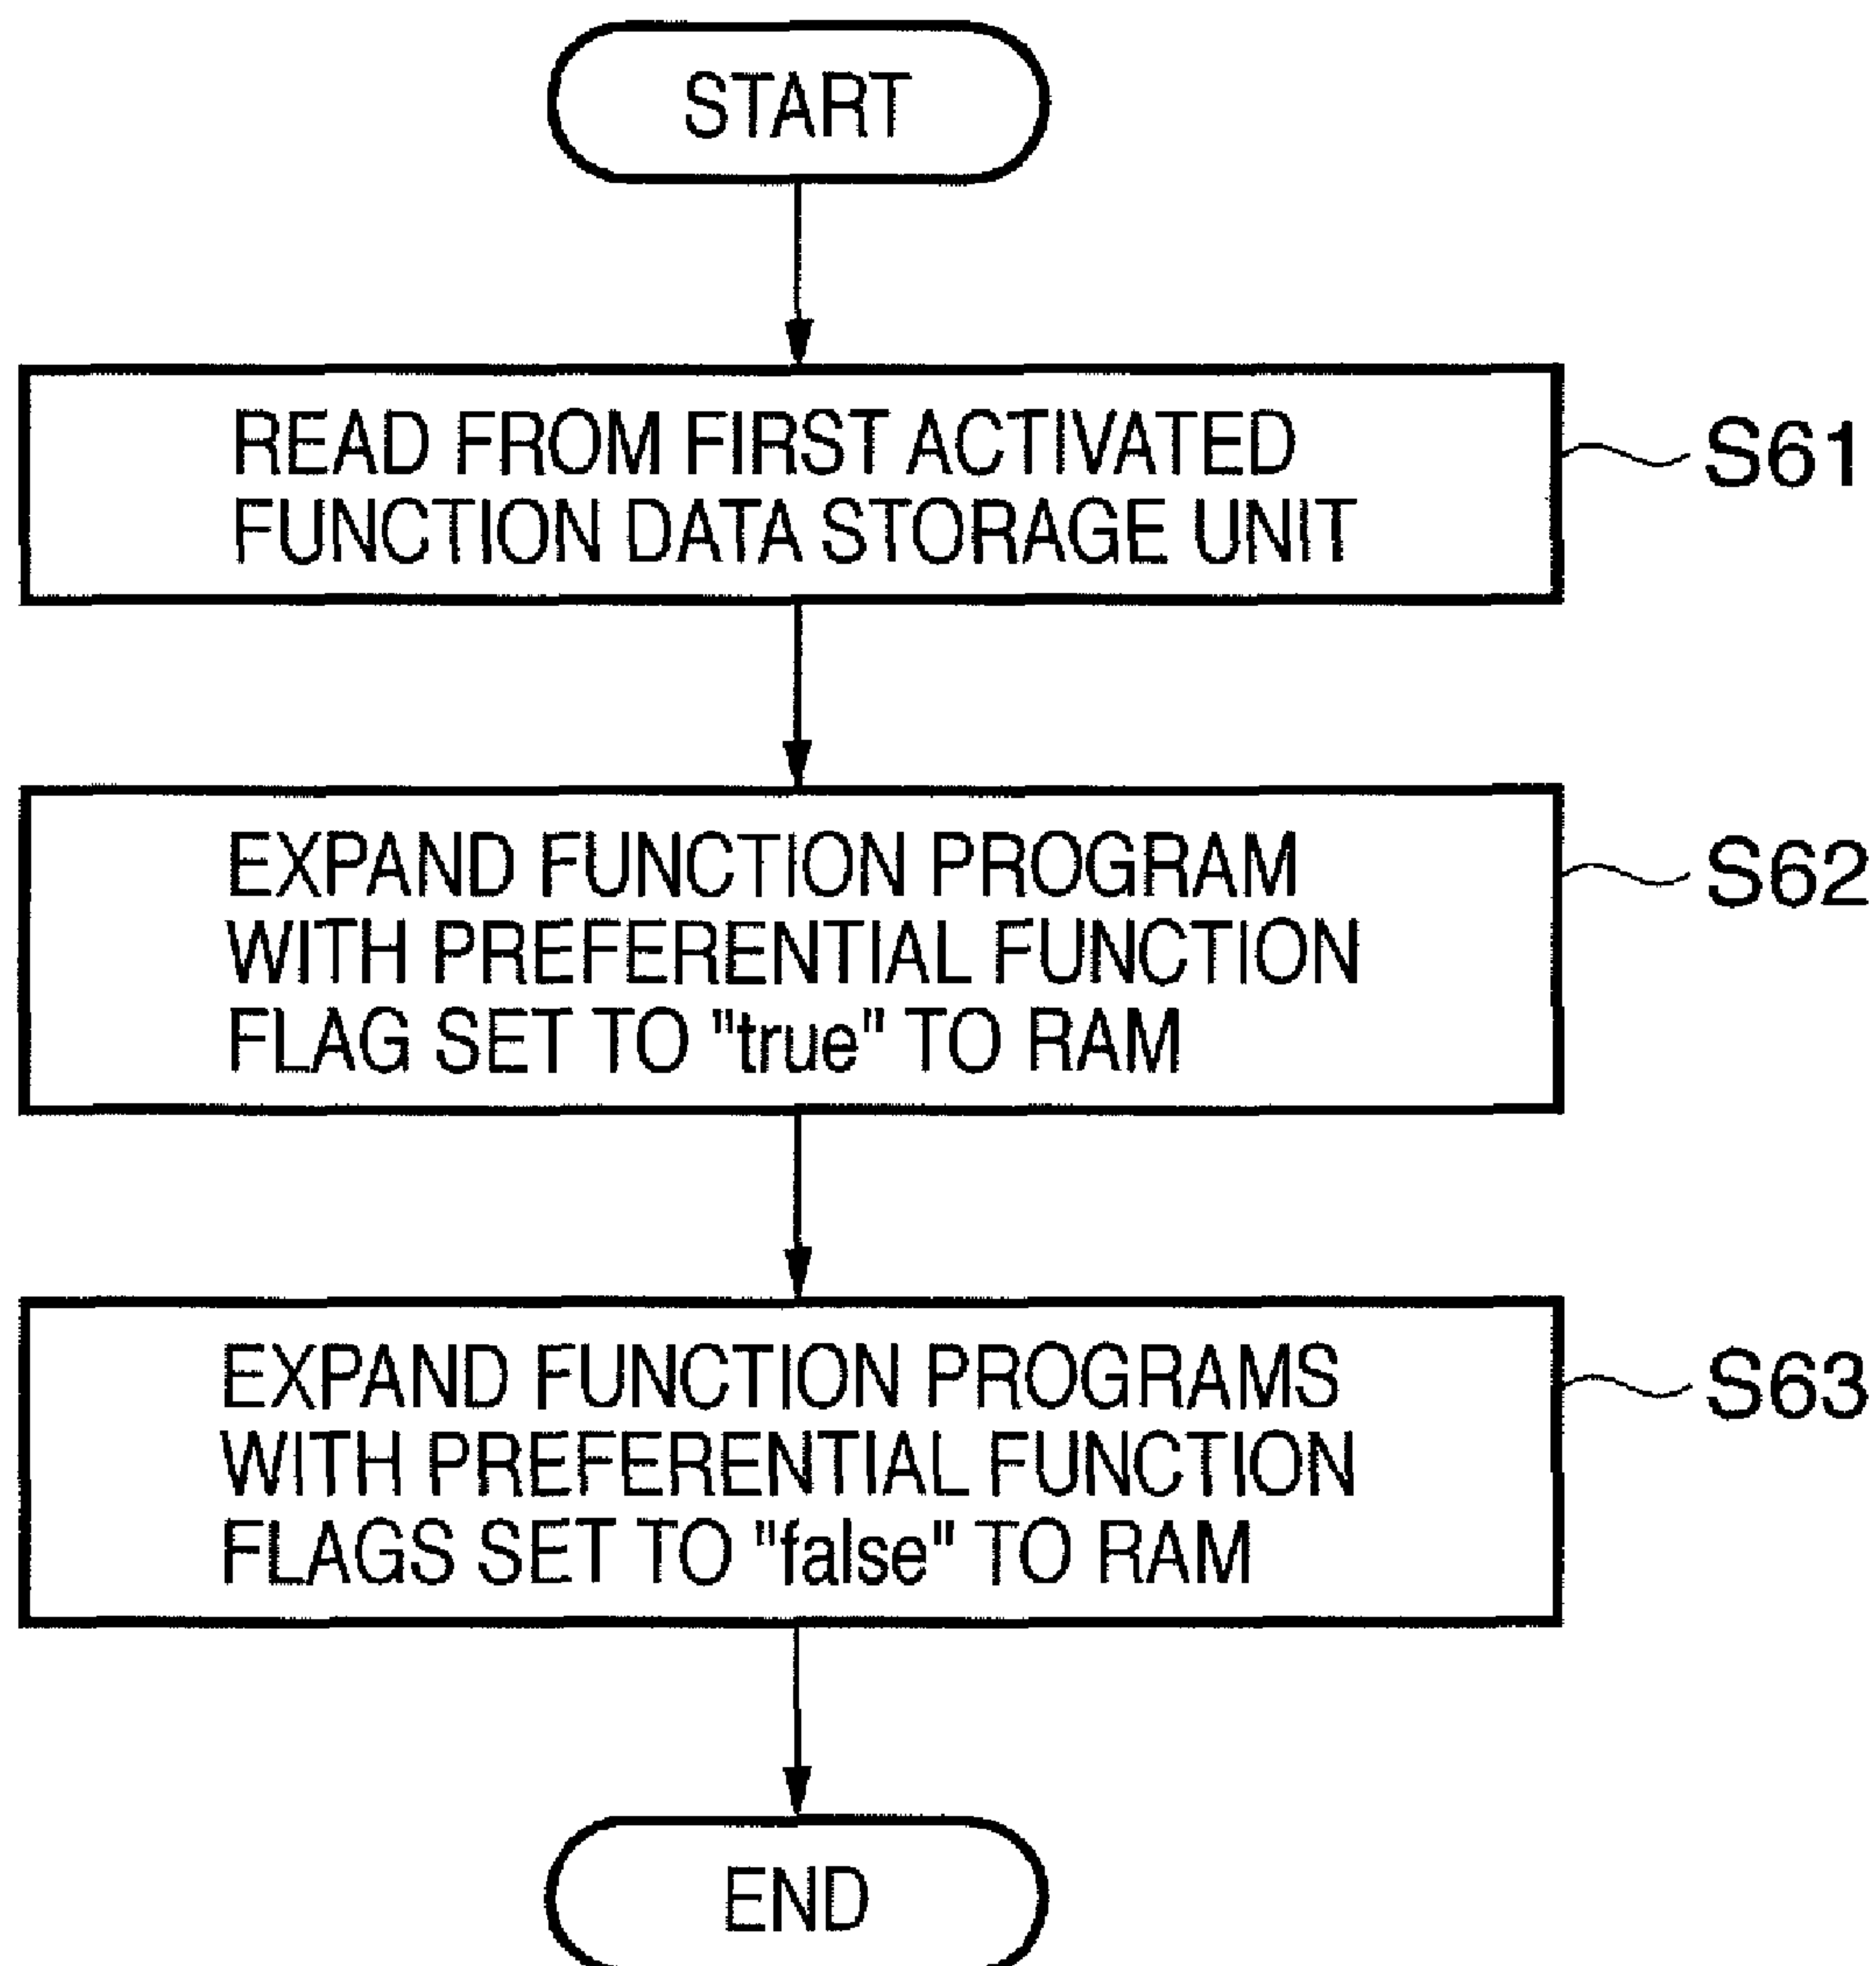 START
READ FROM FIRST ACTIVATED
FUNCTION DATA STORAGE UNIT
S61
EXPAND FUNCTION PROGRAM
WITH PREFERENTIAL FUNCTION
FLAG SET TO "true" TO RAM
S62
EXPAND FUNCTION PROGRAMS
WITH PREFERENTIAL FUNCTION
FLAGS SET TO "false" TO RAM
S63
END